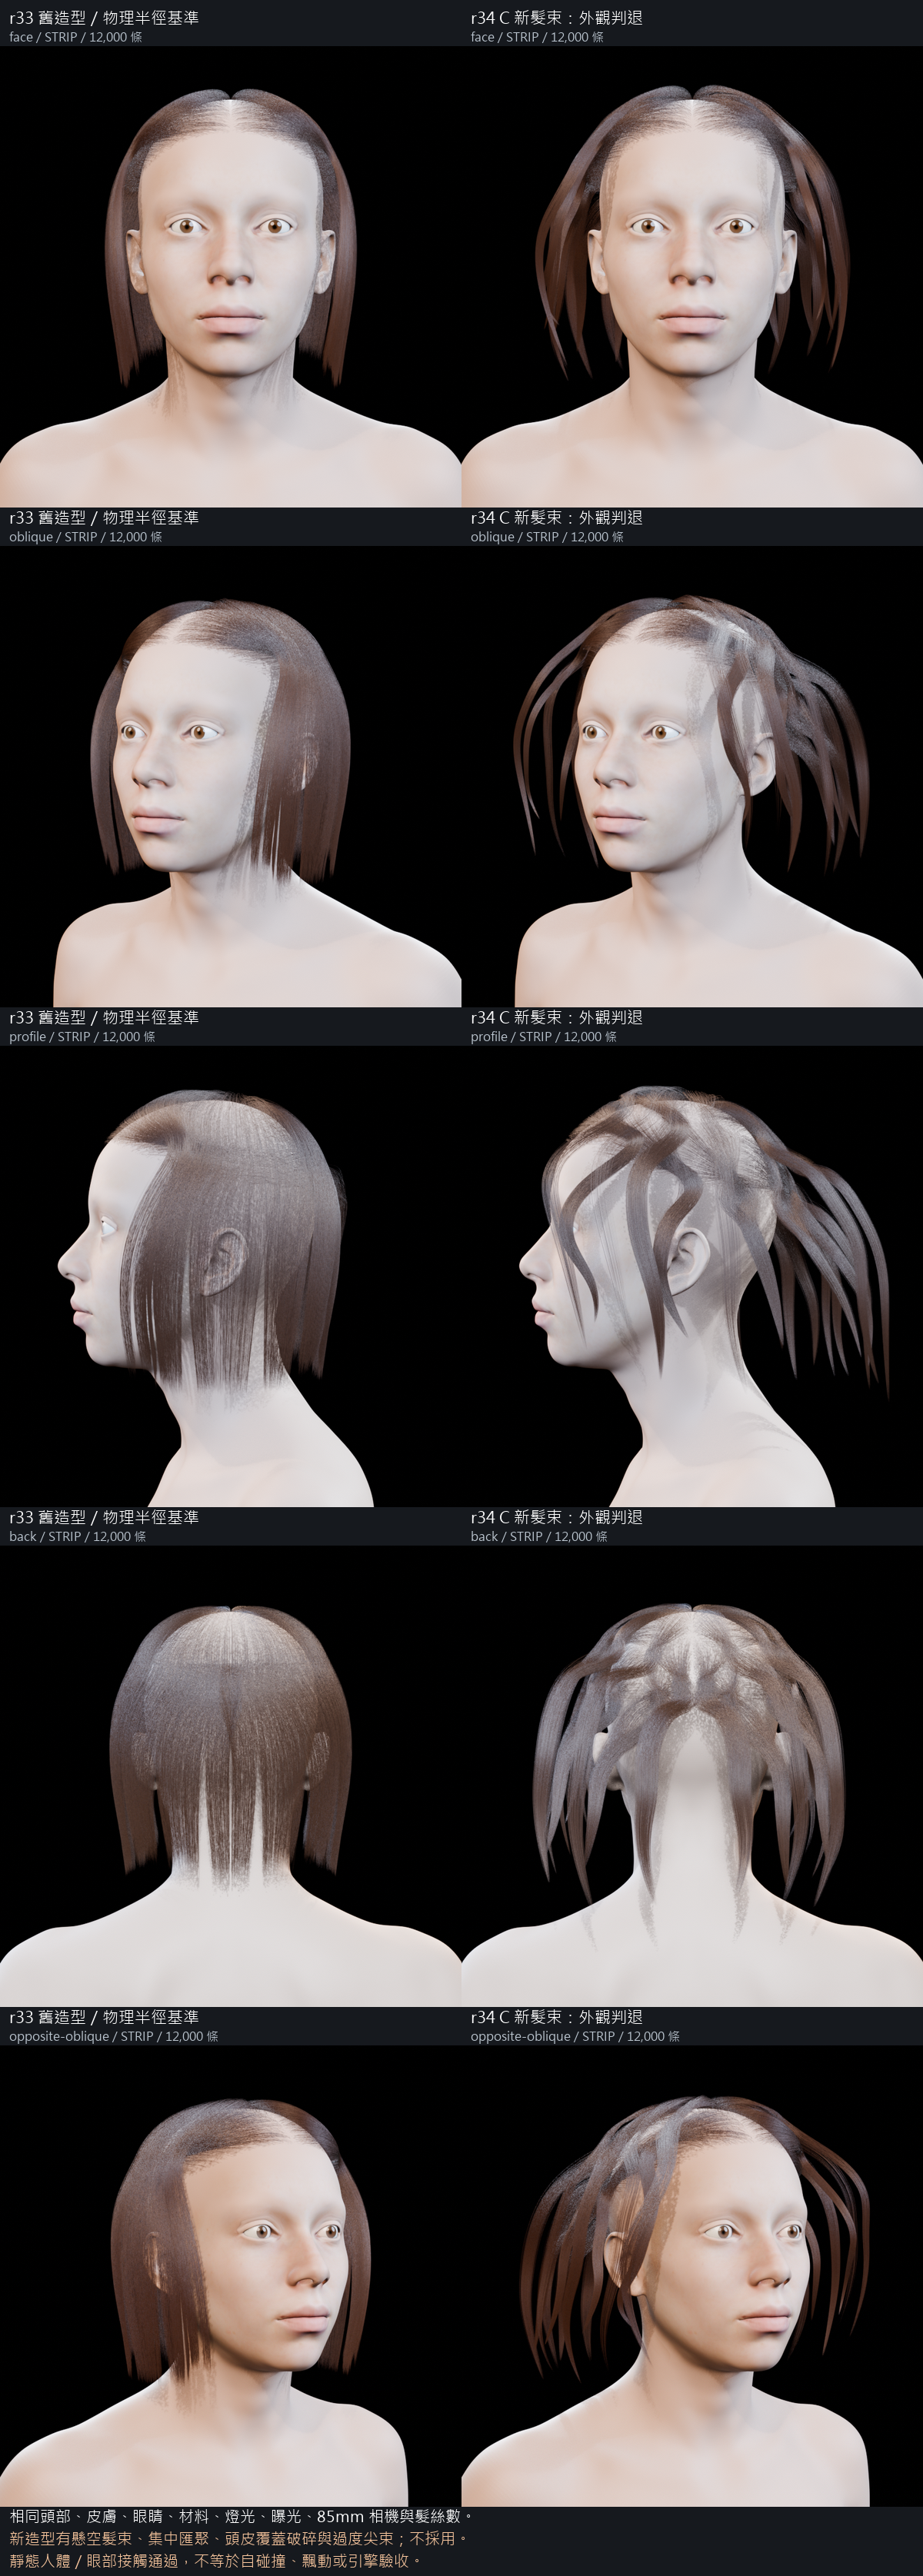 r33 舊造型 / 物理半徑基準
face / STRIP / 12,000 條
r34 C 新髮束：外觀判退
face / STRIP / 12,000 條
r33 舊造型 / 物理半徑基準
oblique / STRIP / 12,000 條
r34 C 新髮束：外觀判退
oblique / STRIP / 12,000 條
r33 舊造型 / 物理半徑基準
profile / STRIP / 12,000 條
r34 C 新髮束：外觀判退
profile / STRIP / 12,000 條
r33 舊造型 / 物理半徑基準
back / STRIP / 12,000 條
r34 C 新髮束：外觀判退
back / STRIP / 12,000 條
r33 舊造型 / 物理半徑基準
opposite-oblique / STRIP / 12,000 條
r34 C 新髮束：外觀判退
opposite-oblique / STRIP / 12,000 條
相同頭部、皮膚、眼睛、材料、燈光、曝光、85mm 相機與髮絲數。
新造型有懸空髮束、集中匯聚、頭皮覆蓋破碎與過度尖束；不採用。
靜態人體 / 眼部接觸通過，不等於自碰撞、飄動或引擎驗收。